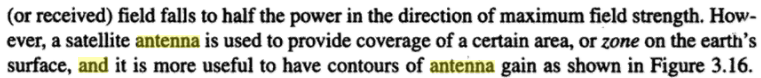 (or received) field falls to half the power in the direction of maximum field strength. How-
ever, a satellite antenna is used to provide coverage of a certain area, or zone on the earth's
surface, and it is more useful to have contours of antenna gain as shown in Figure 3.16.